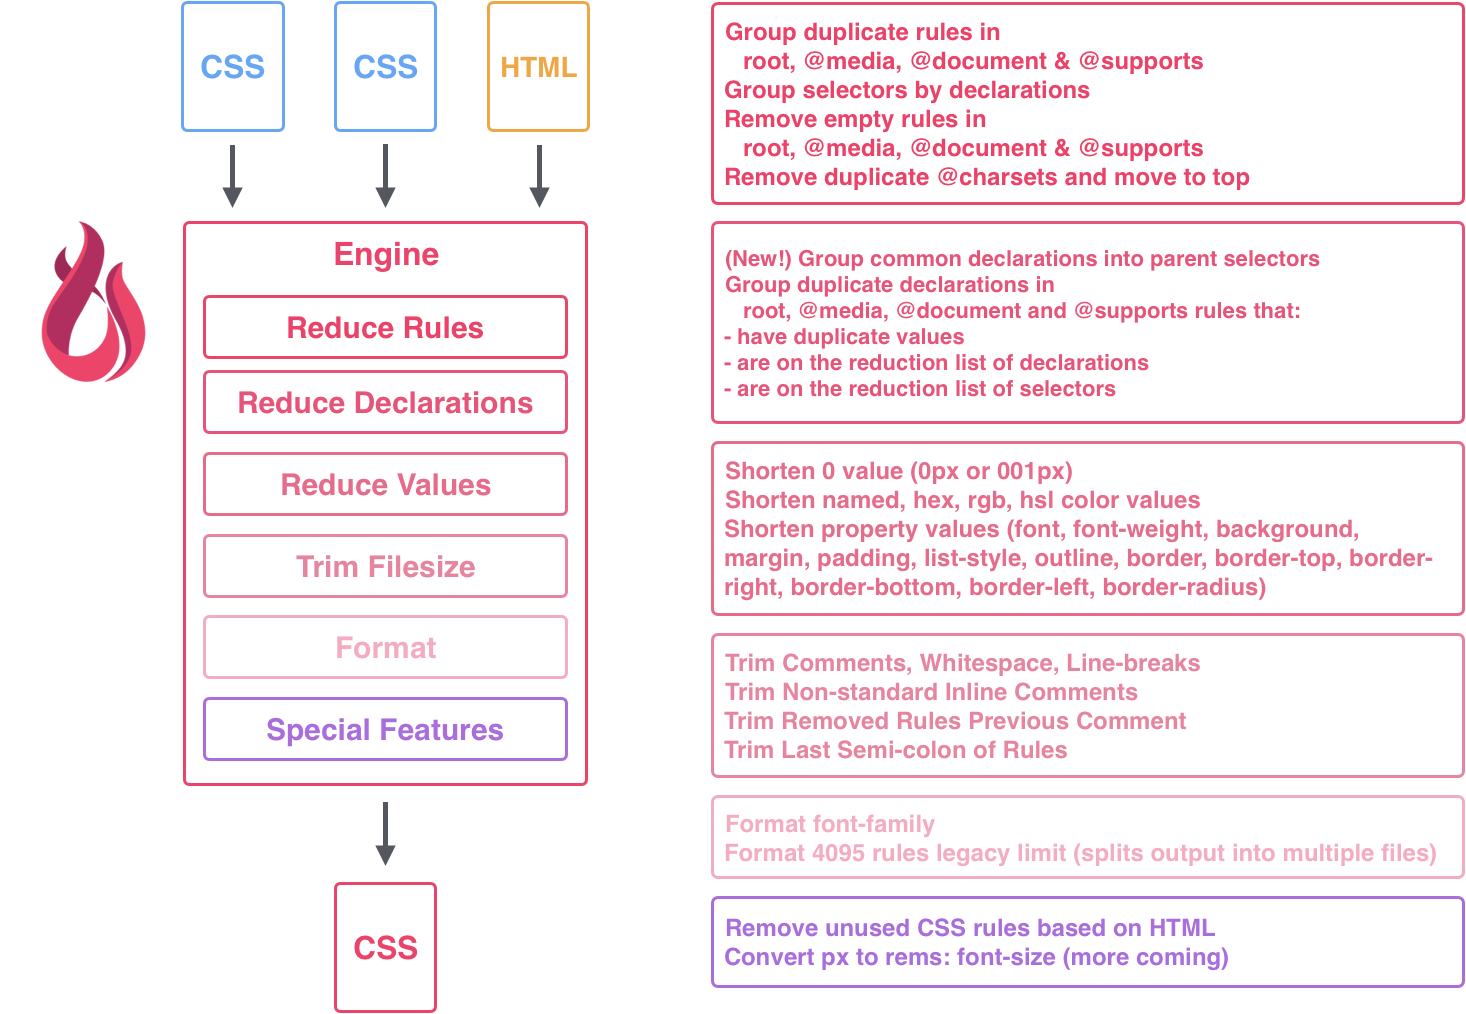 CSS
CSS
HTML
Engine
Reduce Rules
Reduce Declarations
Reduce Values
Trim Filesize
Format
Special Features
CSS
Group duplicate rules in
root, @media, @document & @supports
Group selectors by declarations
Remove empty rules in
root, @media, @document & @supports
Remove duplicate @charsets and move to top
(New!) Group common declarations into parent selectors
Group duplicate declarations in
root, @media, @document and @supports rules that:
- have duplicate values
- are on the reduction list of declarations
- are on the reduction list of selectors
Shorten 0 value (0px or 001px)
Shorten named, hex, rgb, hsl color values
Shorten property values (font, font-weight, background,
margin, padding, list-style, outline, border, border-top, border-
right, border-bottom, border-left, border-radius)
Trim Comments, Whitespace, Line-breaks
Trim Non-standard Inline Comments
Trim Removed Rules Previous Comment
Trim Last Semi-colon of Rules
Format font-family
Format 4095 rules legacy limit (splits output into multiple files)
Remove unused CSS rules based on HTML
Convert px to rems: font-size (more coming)